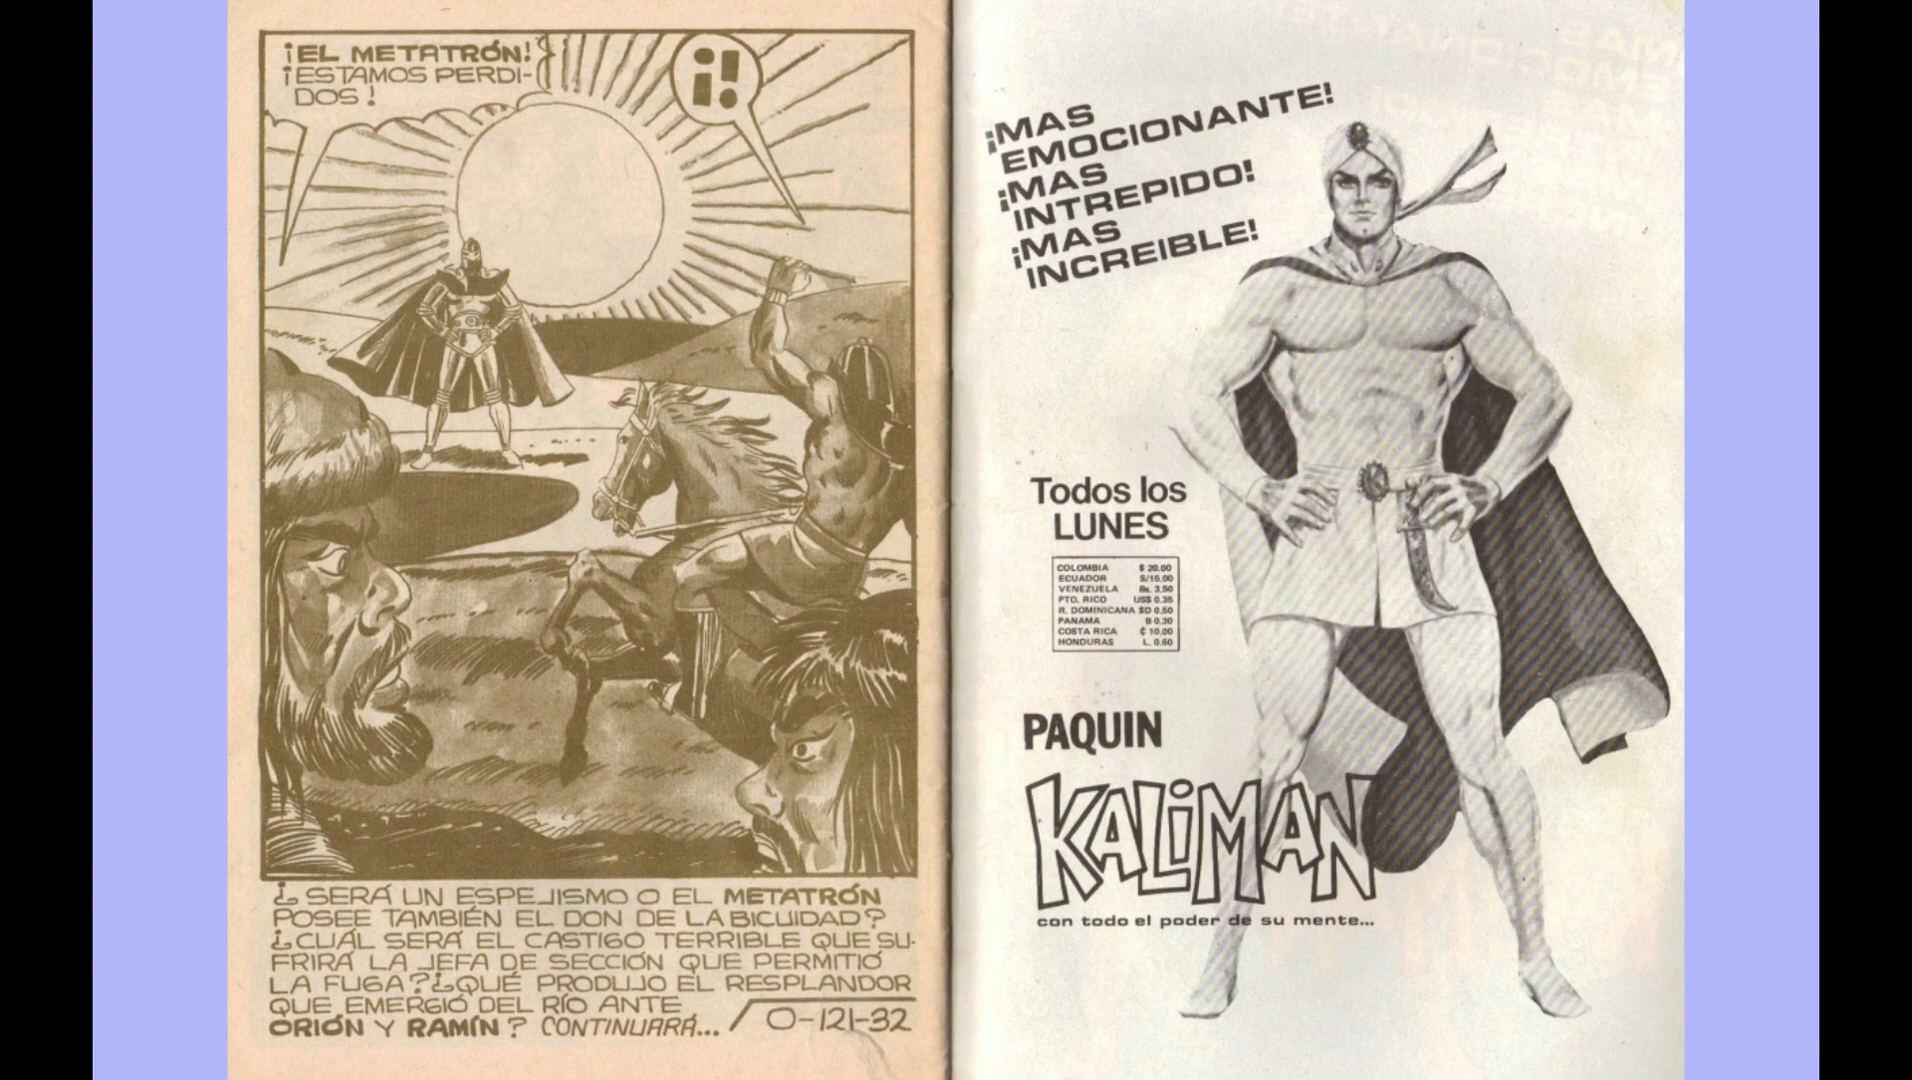 ¡EL METATRÓN!
¡ESTAMOS PERDI-
DOS!
¡!
¿SERÁ UN ESPEJISMO O EL METATRÓN
POSEE TAMBIÉN EL DON DE LA BICUIDAD?
¿CUÁL SERÁ EL CASTIGO TERRIBLE QUE SU-
FRIRÁ LA JEFA DE SECCIÓN QUE PERMITIÓ
LA FUGA? ¿QUÉ PRODUJO EL RESPLANDOR
QUE EMERGIÓ DEL RÍO ANTE
ORIÓN Y RAMÍN? CONTINUARÁ...
O-121-32
¡MAS
EMOCIONANTE!
¡MAS
INTREPIDO!
¡MAS
INCREIBLE!
Todos los
LUNES
COLOMBIA $ 20.00
ECUADOR S/15.00
VENEZUELA Bs. 3.50
PTO. RICO US$ 0.35
R. DOMINICANA $D 0.50
PANAMA B 0.30
COSTA RICA ₡ 10.00
HONDURAS L. 0.60
PAQUIN
KALiMAN
con todo el poder de su mente...